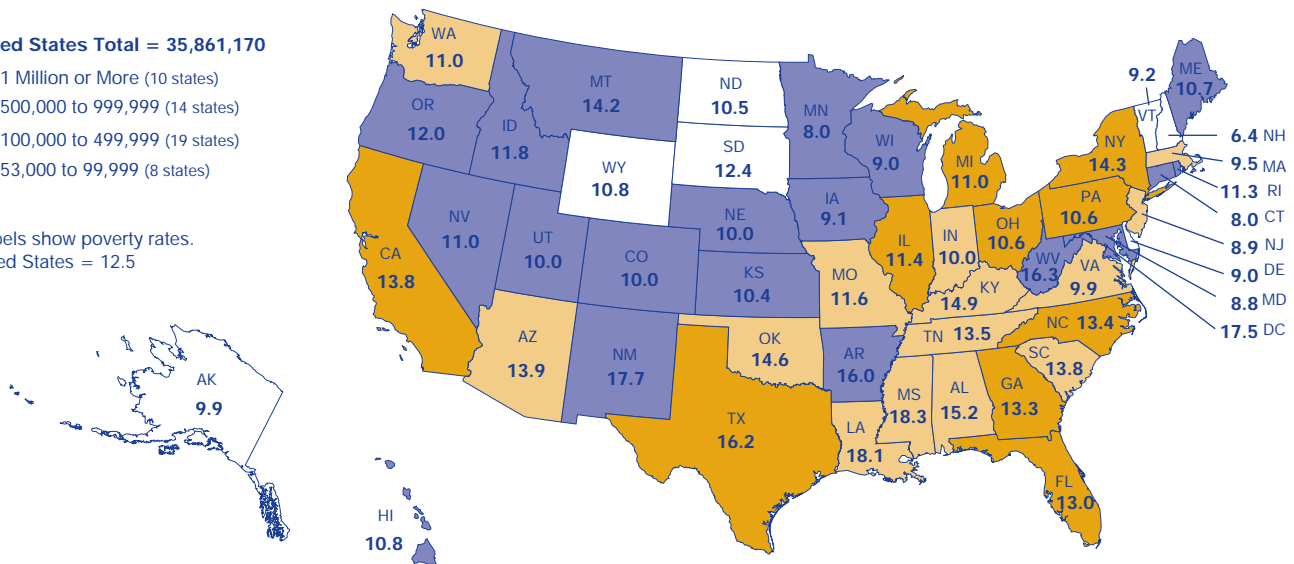 ed States Total = 35,861,170
1 Million or More (10 states)
500,000 to 999,999 (14 states)
100,000 to 499,999 (19 states)
53,000 to 99,999 (8 states)
bels show poverty rates.
ed States = 12.5
WA
11.0
OR
12.0
ID
11.8
MT
14.2
ND
10.5
MN
8.0
WI
9.0
MI
11.0
NY
14.3
9.2
VT
ME
10.7
6.4 NH
9.5 MA
11.3 RI
8.0 CT
8.9 NJ
9.0 DE
8.8 MD
17.5 DC
WY
10.8
SD
12.4
IA
9.1
NE
10.0
NV
11.0
UT
10.0
CO
10.0
KS
10.4
CA
13.8
IL
11.4
IN
10.0
OH
10.6
PA
10.6
WV
16.3
VA
9.9
MO
11.6
KY
14.9
TN 13.5
NC 13.4
SC
13.8
AZ
13.9
NM
17.7
OK
14.6
AR
16.0
MS
18.3
AL
15.2
GA
13.3
TX
16.2
LA
18.1
FL
13.0
AK
9.9
HI
10.8